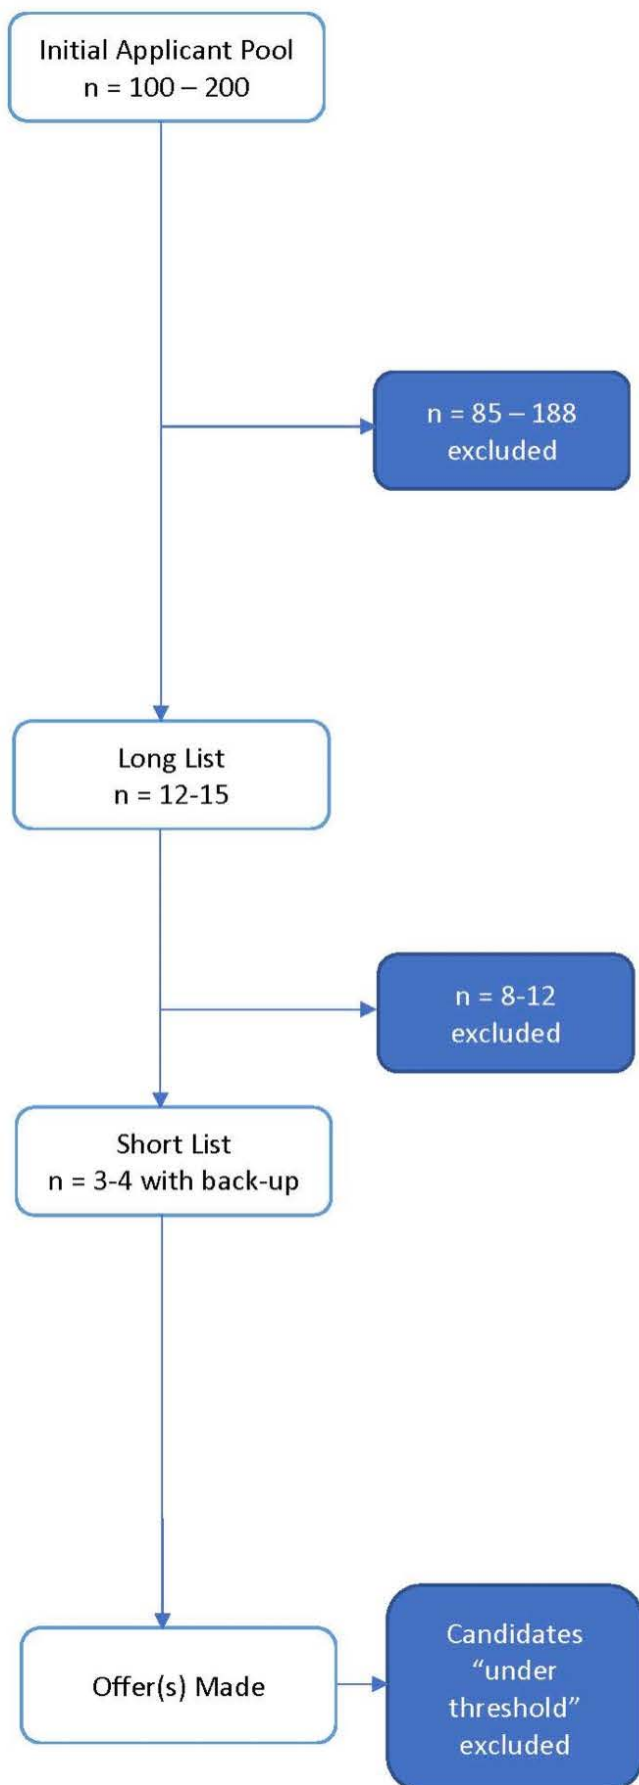 Initial Applicant Pool
n = 100 – 200
n = 85 – 188
excluded
Long List
n = 12-15
n = 8-12
excluded
Short List
n = 3-4 with back-up
Offer(s) Made
Candidates
“under
threshold”
excluded